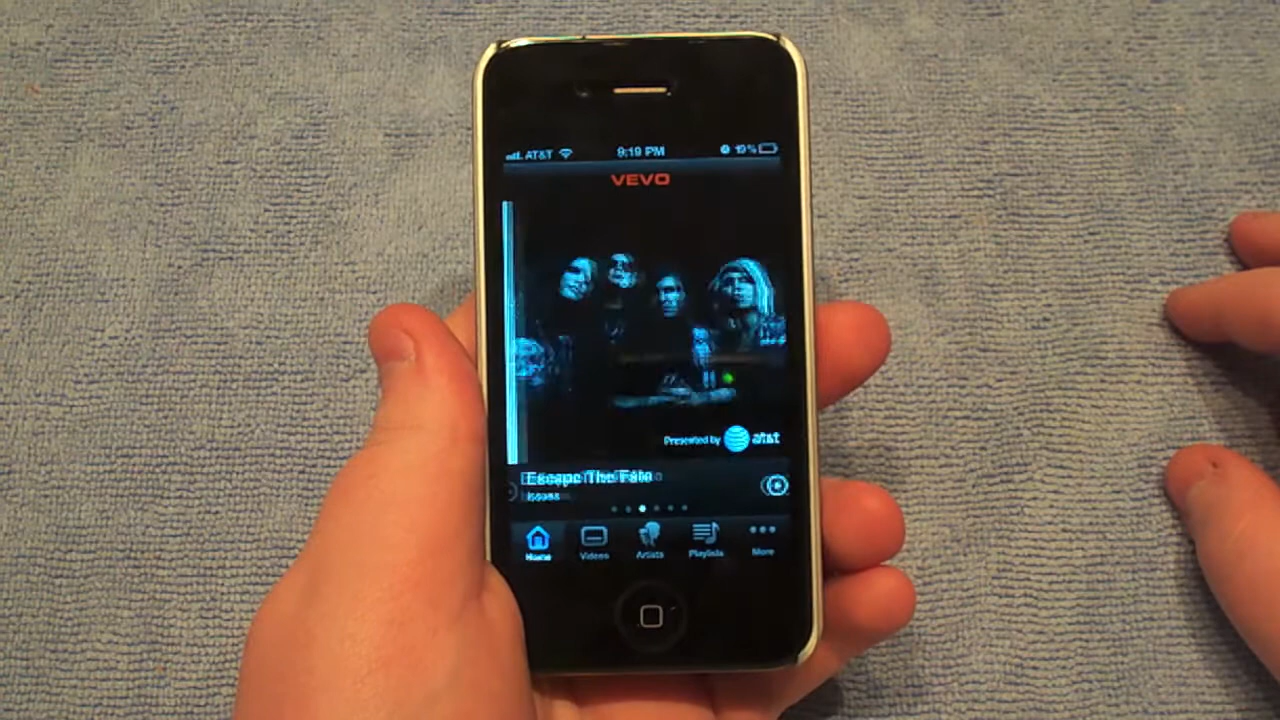 AT&T 9:19 PM 19%
VEVO
Presented by at&t
Escape The Fate
Issues
Home Videos Artists Playlists More